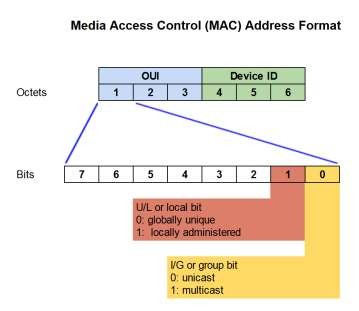 Media Access Control (MAC) Address Format
OUI Device ID
Octets 1 2 3 4 5 6
Bits 7 6 5 4 3 2 1 0
U/L or local bit
0: globally unique
1: locally administered
I/G or group bit
0: unicast
1: multicast